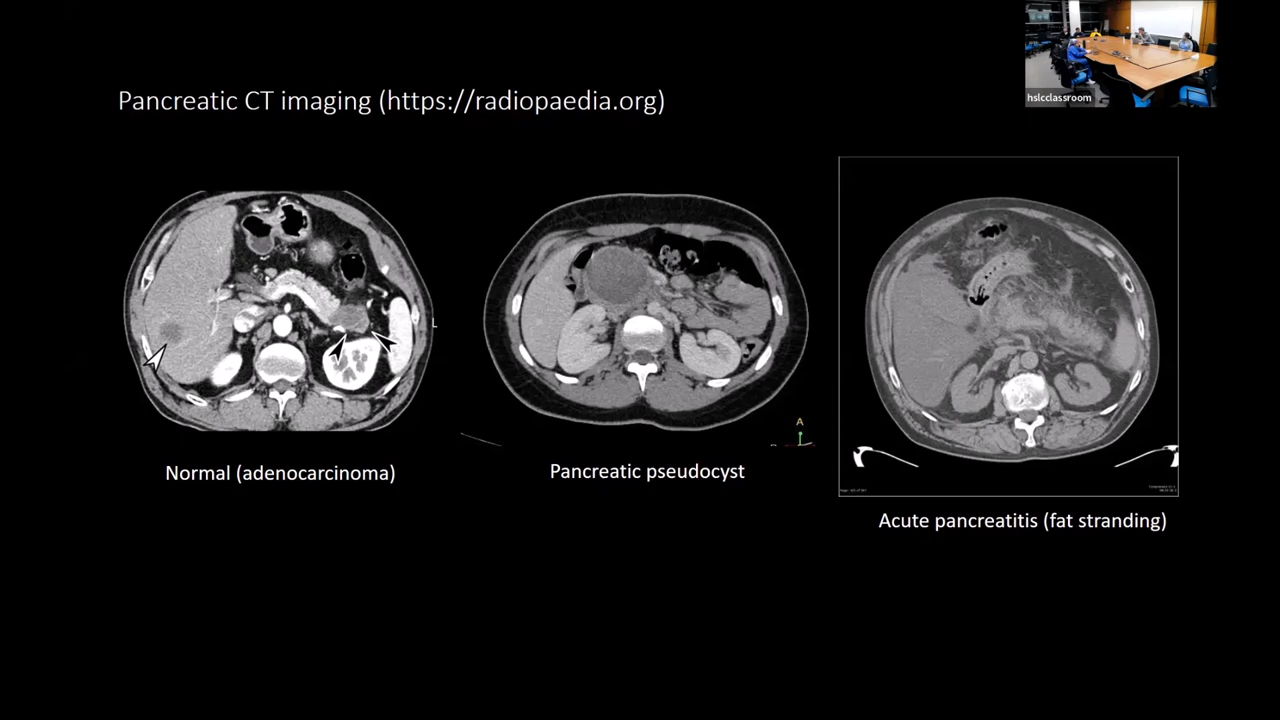 Pancreatic CT imaging (https://radiopaedia.org)
hslcclassroom
A
Normal (adenocarcinoma)
Pancreatic pseudocyst
Acute pancreatitis (fat stranding)